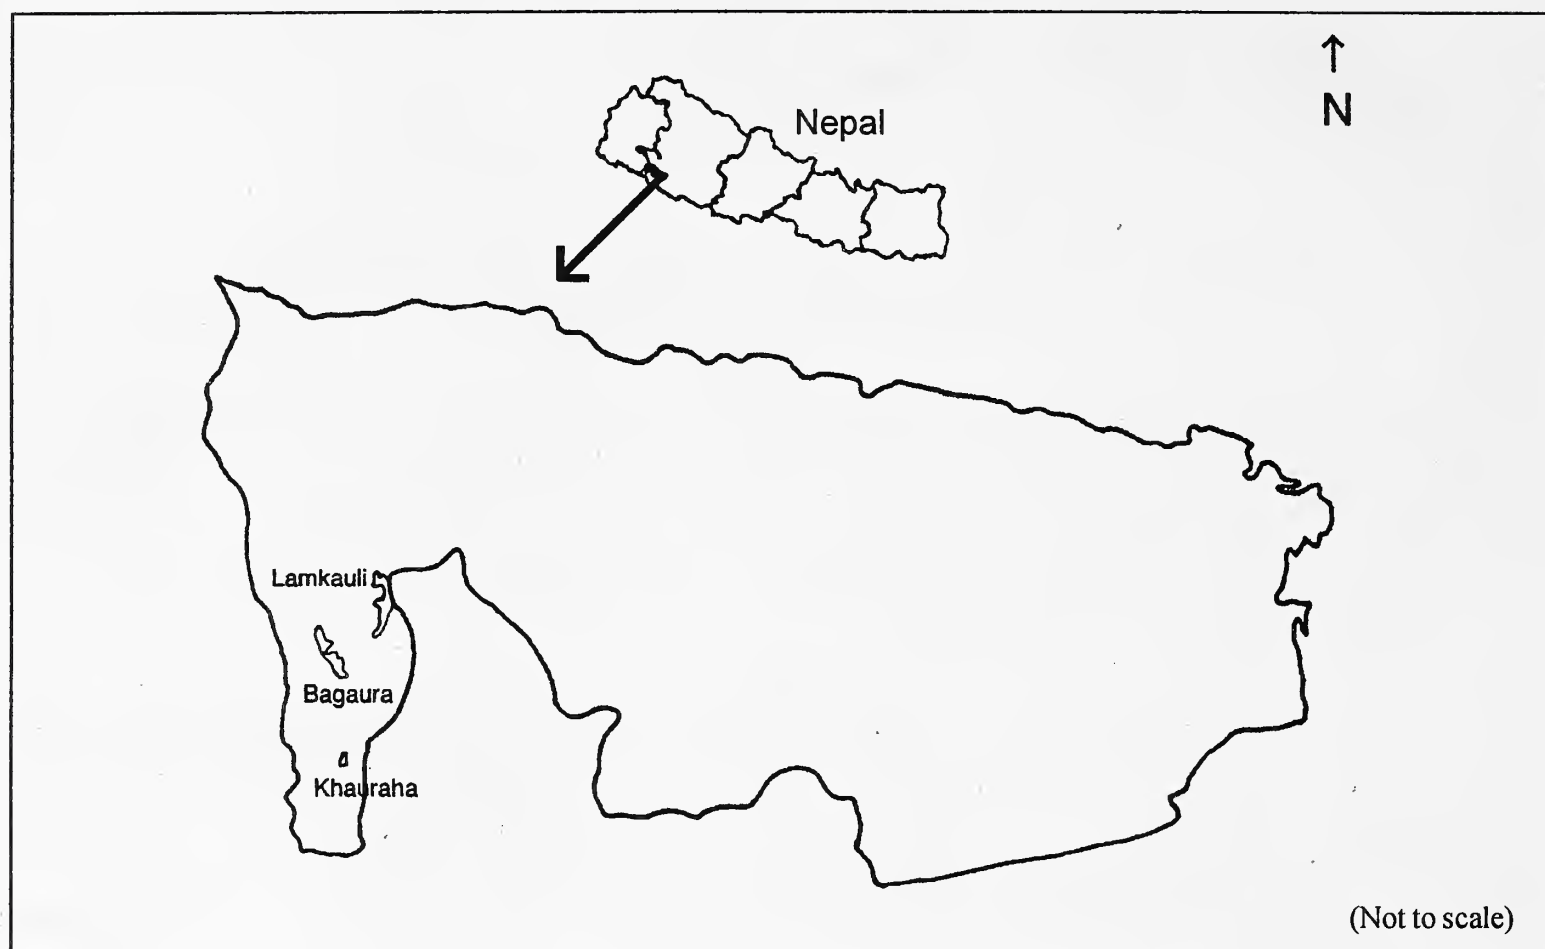 Nepal
↑
N
Lamkauli
Bagaura
Khauraha
(Not to scale)